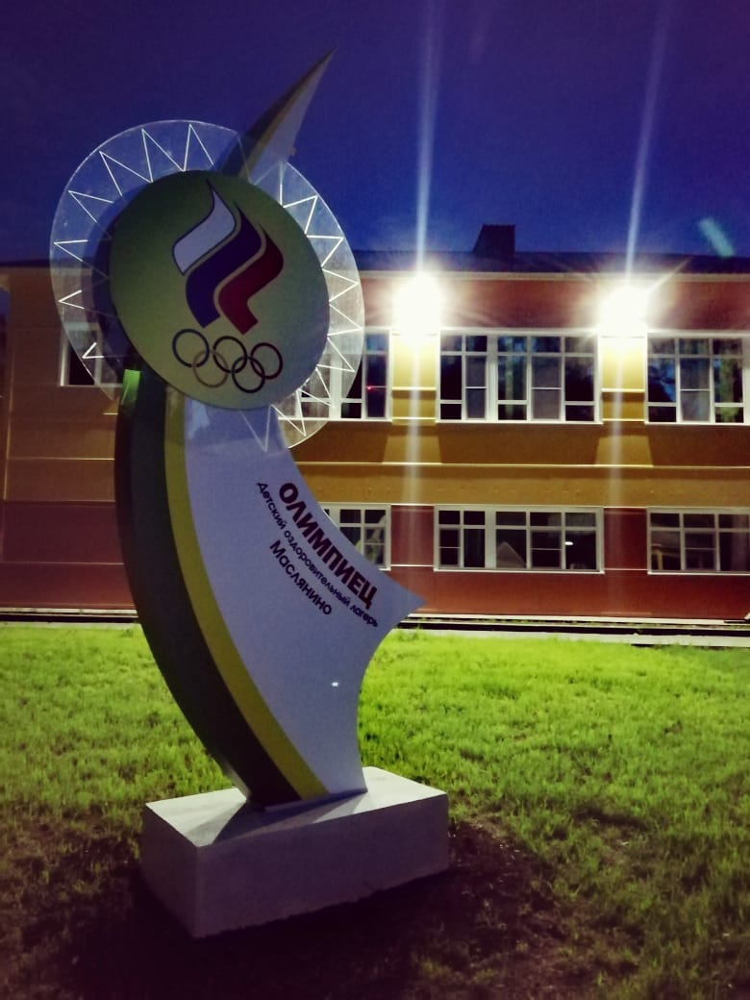 ОЛИМПИЕЦ
Детский оздоровительный лагерь
Маслянино